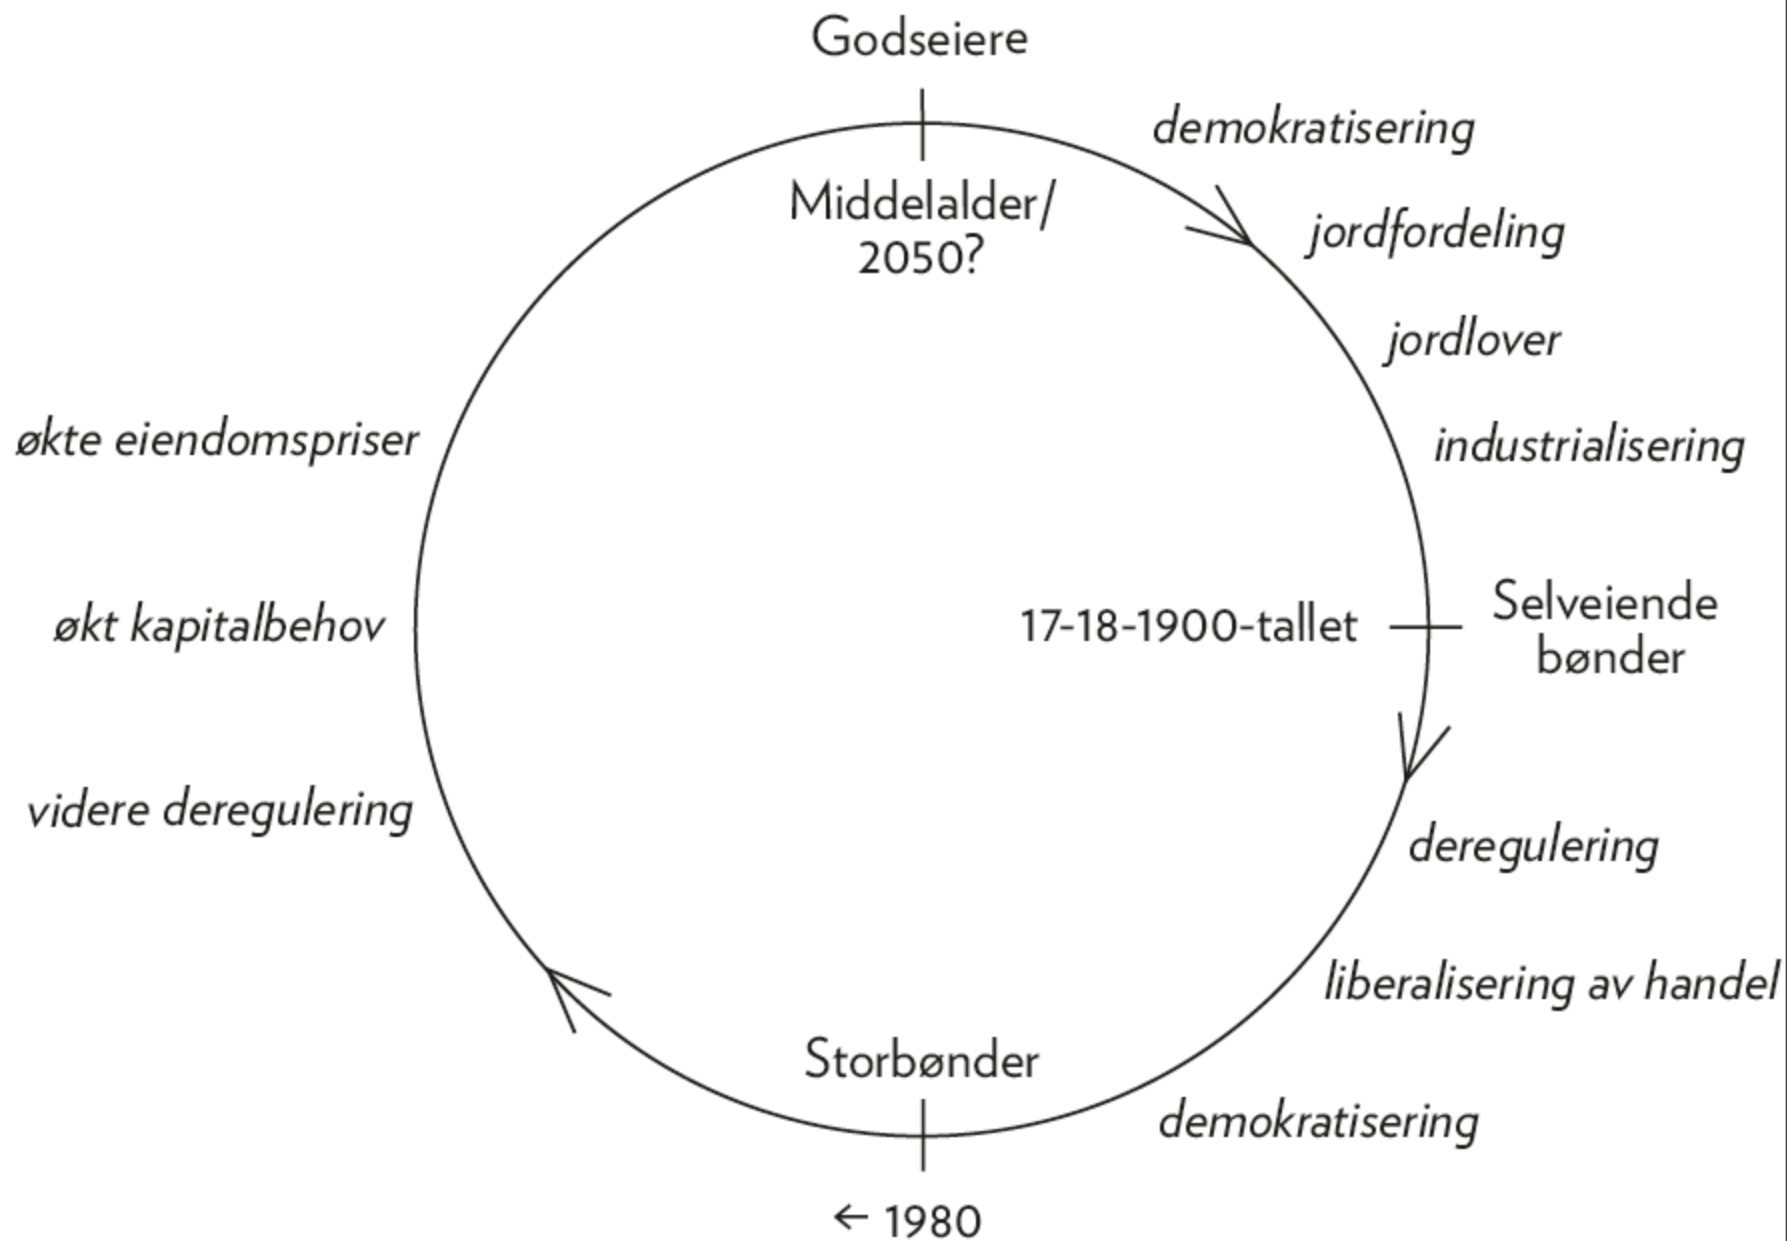 Godseiere
demokratisering
Middelalder/
2050?
jordfordeling
jordlover
industrialisering
økte eiendomspriser
17-18-1900-tallet
Selveiende
bønder
økt kapitalbehov
videre deregulering
deregulering
liberalisering av handel
Storbønder
demokratisering
← 1980